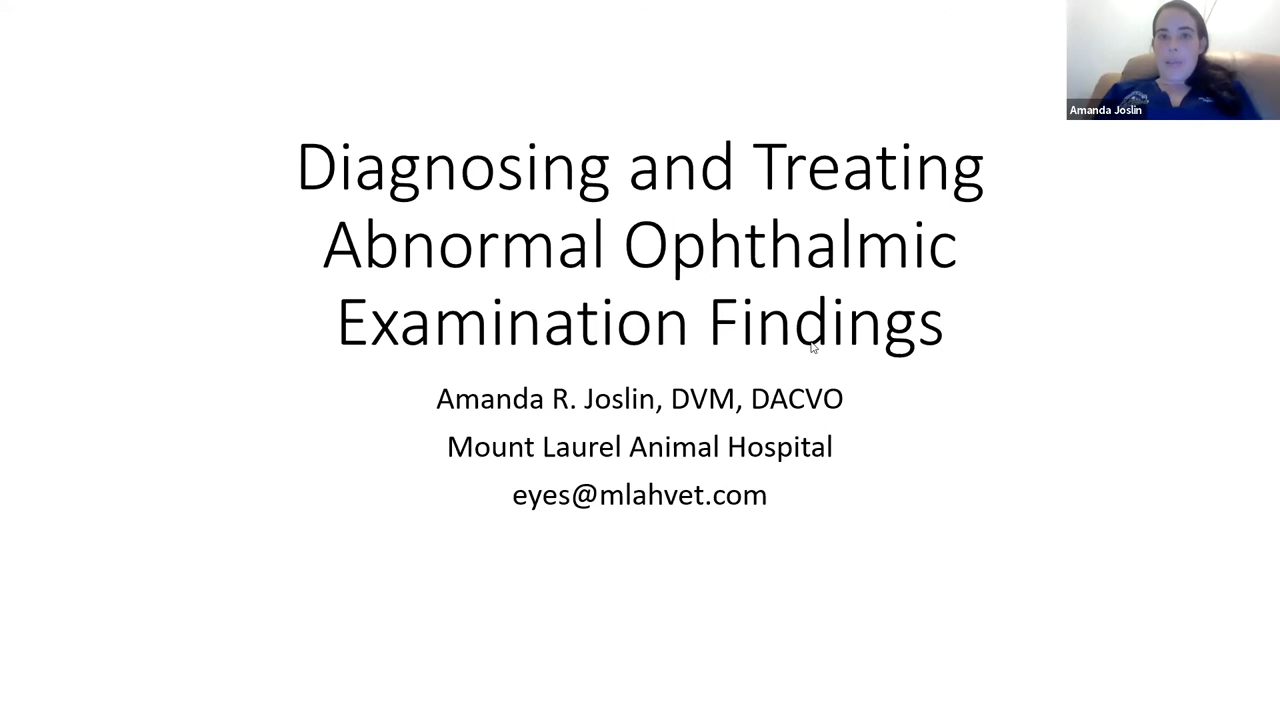 Diagnosing and Treating
Abnormal Ophthalmic
Examination Findings
Amanda R. Joslin, DVM, DACVO
Mount Laurel Animal Hospital
eyes@mlahvet.com
Amanda Joslin